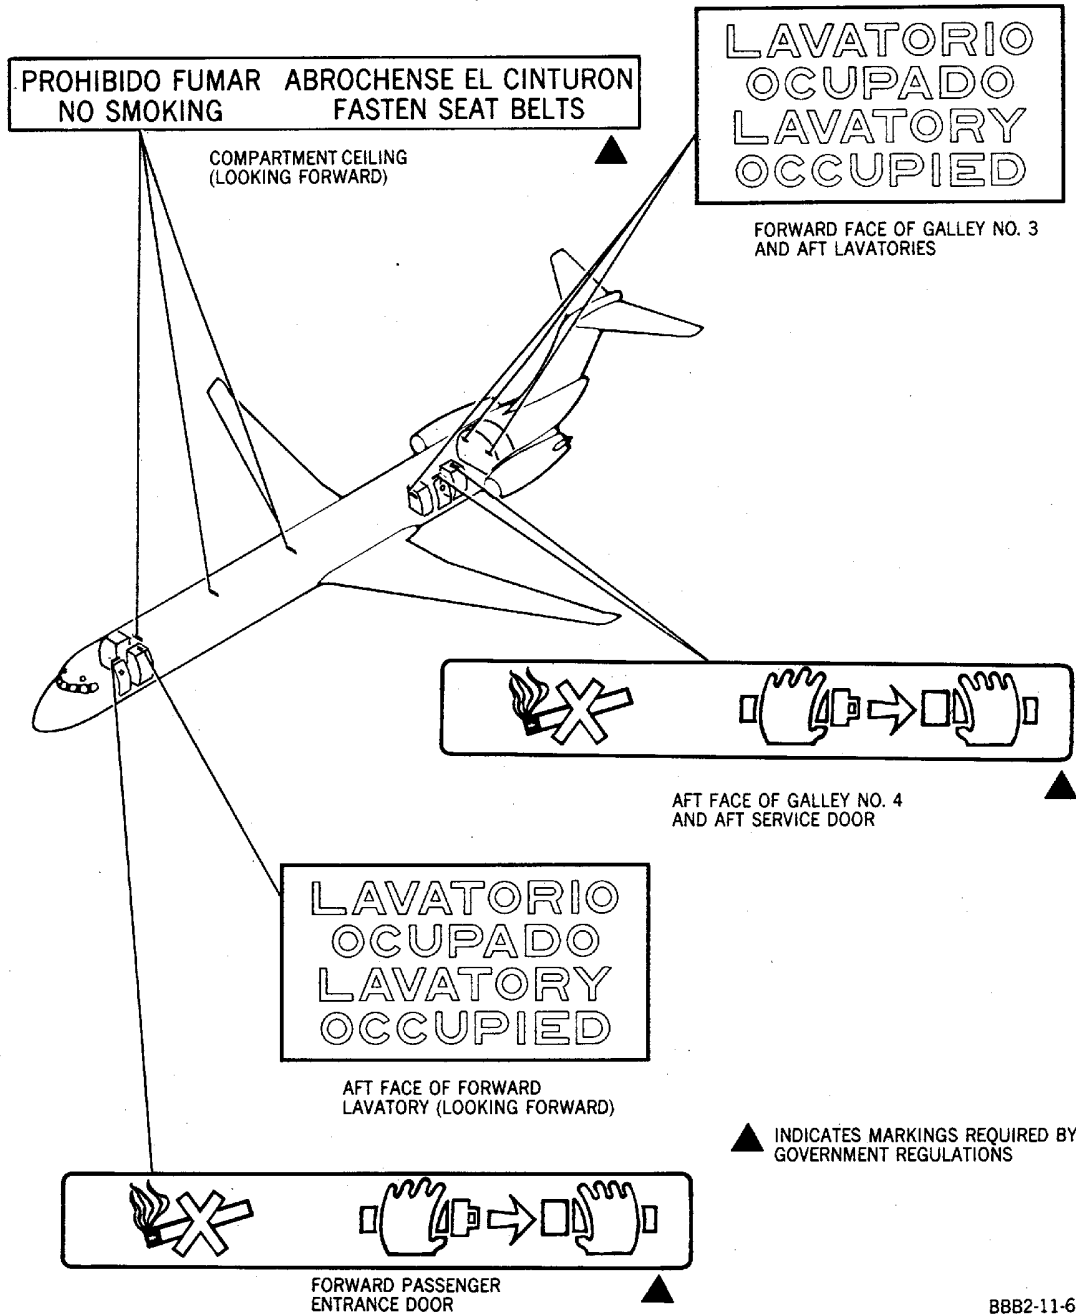 LAVATORIO
OCUPADO
LAVATORY
OCCUPIED
PROHIBIDO FUMAR ABROCHENSE EL CINTURON
NO SMOKING FASTEN SEAT BELTS
COMPARTMENT CEILING
(LOOKING FORWARD)
FORWARD FACE OF GALLEY NO. 3
AND AFT LAVATORIES
AFT FACE OF GALLEY NO. 4
AND AFT SERVICE DOOR
LAVATORIO
OCUPADO
LAVATORY
OCCUPIED
AFT FACE OF FORWARD
LAVATORY (LOOKING FORWARD)
INDICATES MARKINGS REQUIRED BY
GOVERNMENT REGULATIONS
FORWARD PASSENGER
ENTRANCE DOOR
BBB2-11-6